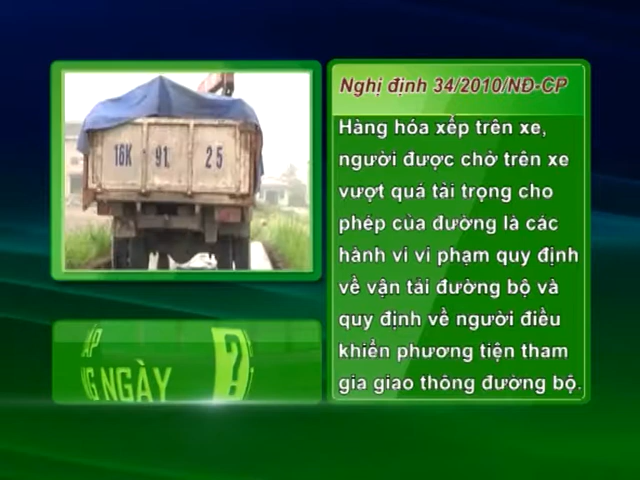 Nghị định 34/2010/NĐ-CP
Hàng hóa xếp trên xe,
người được chở trên xe
vượt quá tải trọng cho
phép của đường là các
hành vi vi phạm quy định
về vận tải đường bộ và
quy định về người điều
khiển phương tiện tham
gia giao thông đường bộ.
16K 91 25
NGÀY
?